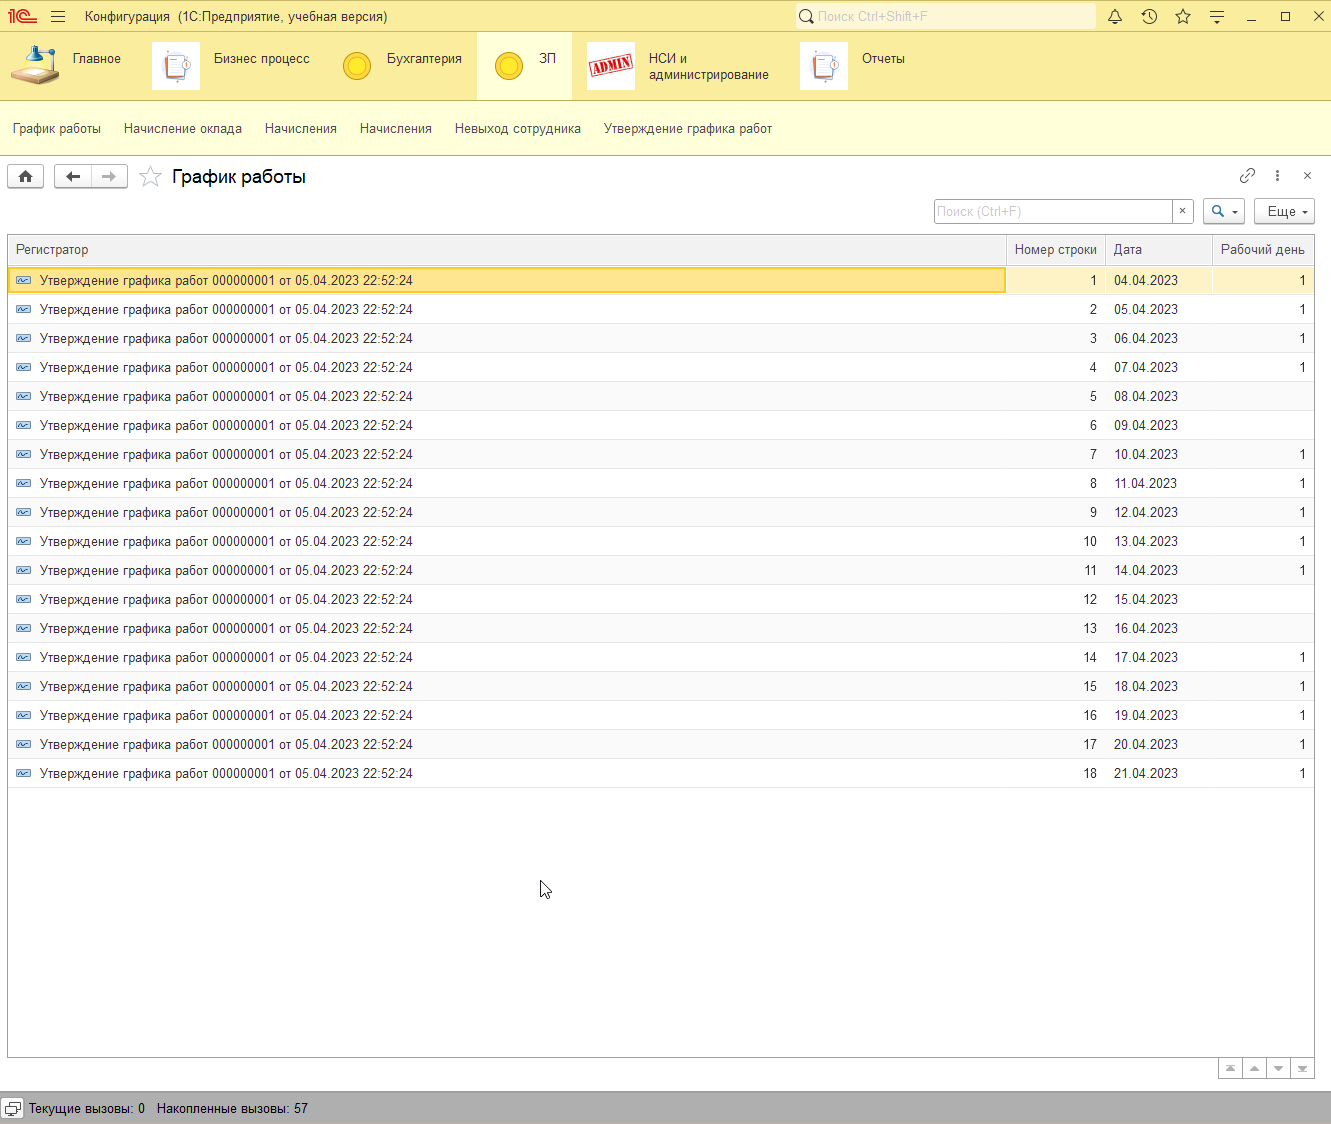 1С Конфигурация (1С:Предприятие, учебная версия) Поиск Ctrl+Shift+F
Главное Бизнес процесс Бухгалтерия ЗП ADMIN НСИ и администрирование Отчеты
График работы Начисление оклада Начисления Начисления Невыход сотрудника Утверждение графика работ
График работы
Поиск (Ctrl+F) × Еще
Регистратор Номер строки Дата Рабочий день
Утверждение графика работ 000000001 от 05.04.2023 22:52:24 1 04.04.2023 1
Утверждение графика работ 000000001 от 05.04.2023 22:52:24 2 05.04.2023 1
Утверждение графика работ 000000001 от 05.04.2023 22:52:24 3 06.04.2023 1
Утверждение графика работ 000000001 от 05.04.2023 22:52:24 4 07.04.2023 1
Утверждение графика работ 000000001 от 05.04.2023 22:52:24 5 08.04.2023
Утверждение графика работ 000000001 от 05.04.2023 22:52:24 6 09.04.2023
Утверждение графика работ 000000001 от 05.04.2023 22:52:24 7 10.04.2023 1
Утверждение графика работ 000000001 от 05.04.2023 22:52:24 8 11.04.2023 1
Утверждение графика работ 000000001 от 05.04.2023 22:52:24 9 12.04.2023 1
Утверждение графика работ 000000001 от 05.04.2023 22:52:24 10 13.04.2023 1
Утверждение графика работ 000000001 от 05.04.2023 22:52:24 11 14.04.2023 1
Утверждение графика работ 000000001 от 05.04.2023 22:52:24 12 15.04.2023
Утверждение графика работ 000000001 от 05.04.2023 22:52:24 13 16.04.2023
Утверждение графика работ 000000001 от 05.04.2023 22:52:24 14 17.04.2023 1
Утверждение графика работ 000000001 от 05.04.2023 22:52:24 15 18.04.2023 1
Утверждение графика работ 000000001 от 05.04.2023 22:52:24 16 19.04.2023 1
Утверждение графика работ 000000001 от 05.04.2023 22:52:24 17 20.04.2023 1
Утверждение графика работ 000000001 от 05.04.2023 22:52:24 18 21.04.2023 1
Текущие вызовы: 0 Накопленные вызовы: 57